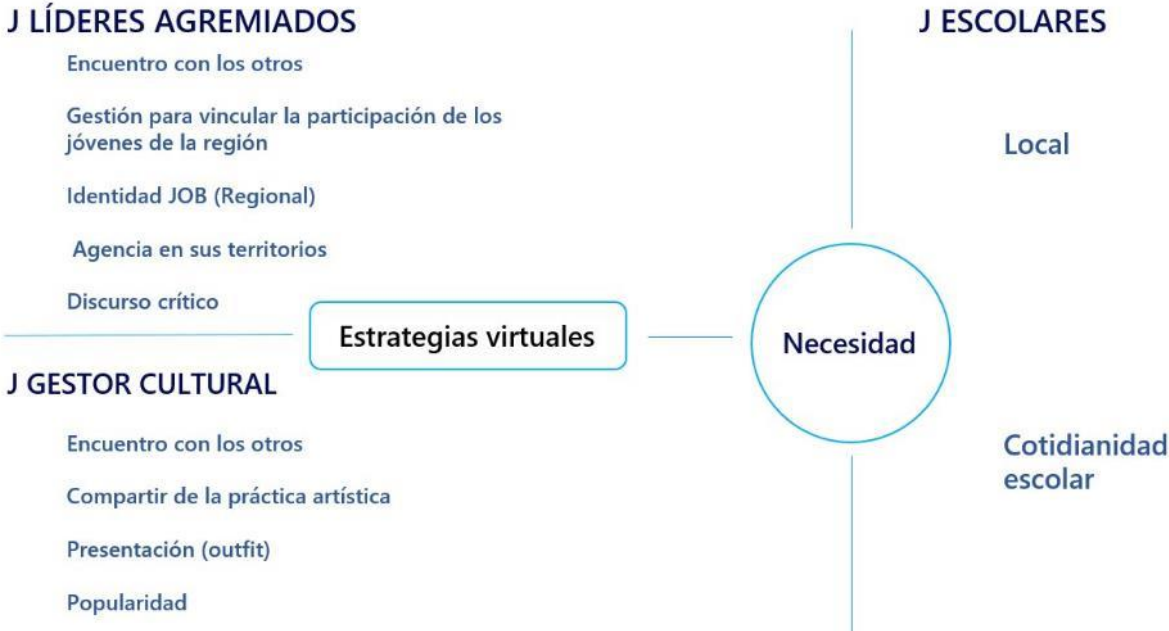 J LÍDERES AGREMIADOS
Encuentro con los otros
Gestión para vincular la participación de los
jóvenes de la región
Identidad JOB (Regional)
Agencia en sus territorios
Discurso crítico
Estrategias virtuales
J GESTOR CULTURAL
Encuentro con los otros
Compartir de la práctica artística
Presentación (outfit)
Popularidad
Necesidad
J ESCOLARES
Local
Cotidianidad
escolar